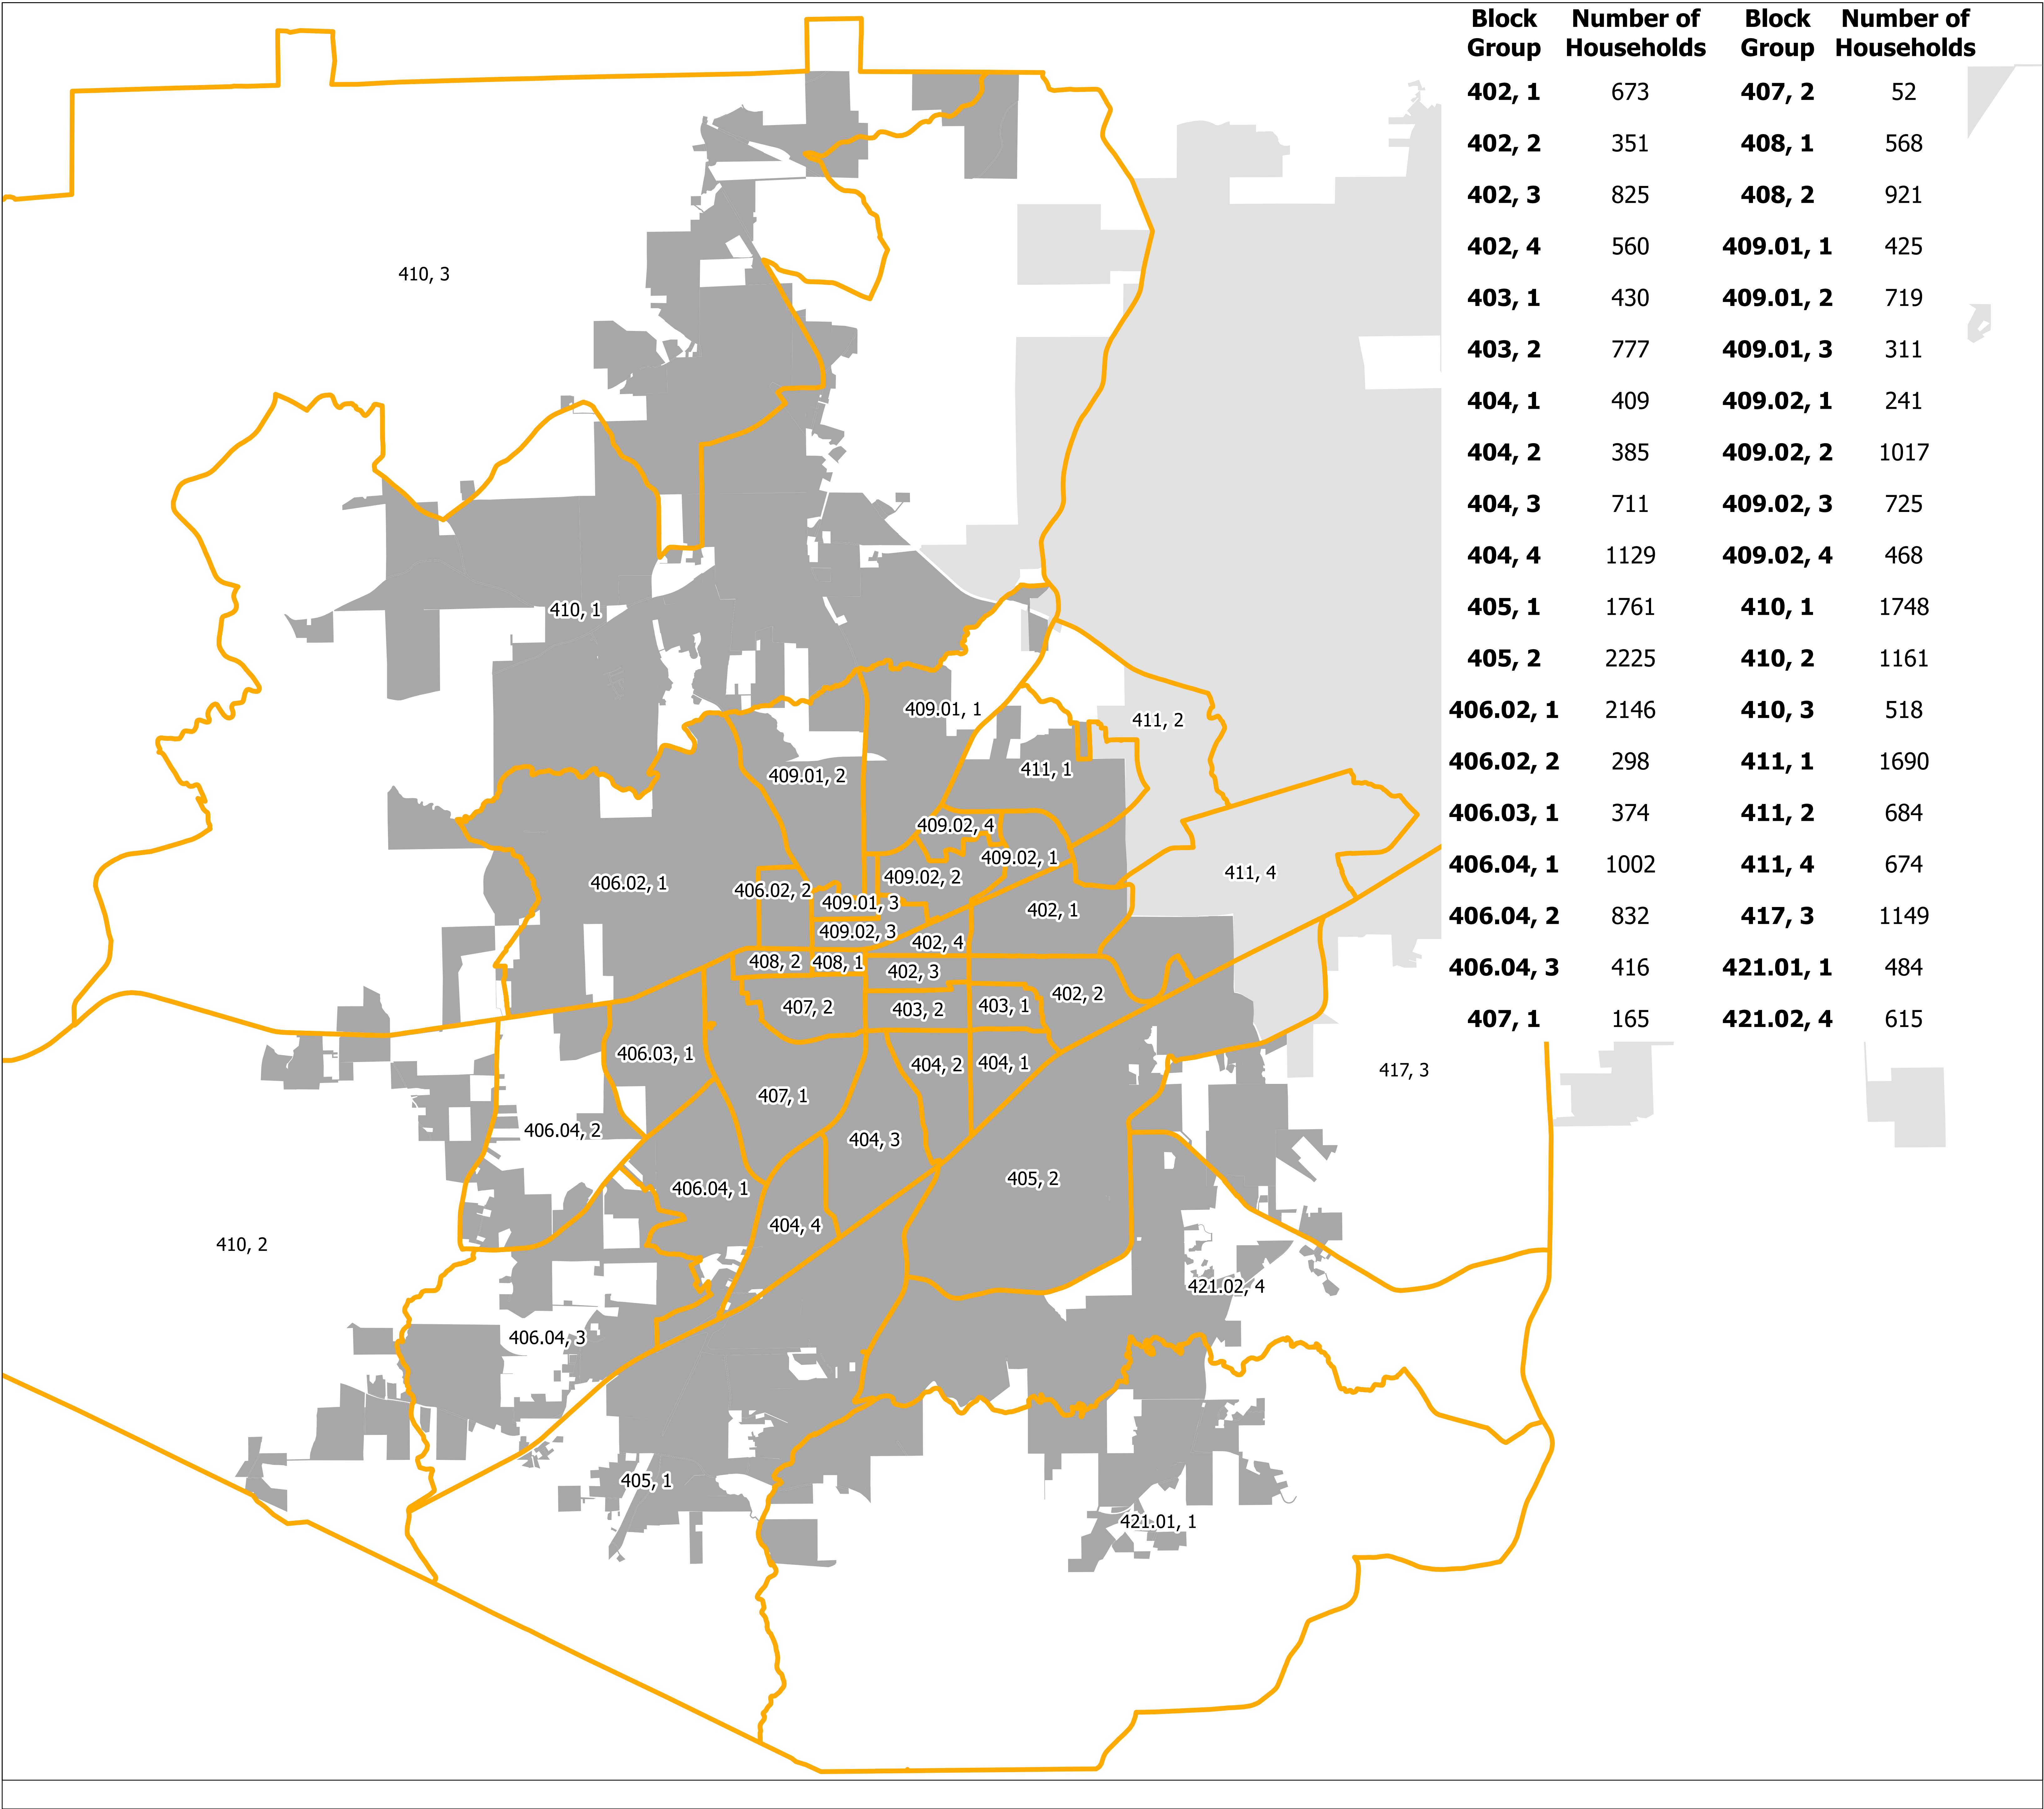 Block Number of Block Number of
Group Households Group Households
402, 1 673 407, 2 52
402, 2 351 408, 1 568
402, 3 825 408, 2 921
402, 4 560 409.01, 1 425
403, 1 430 409.01, 2 719
403, 2 777 409.01, 3 311
404, 1 409 409.02, 1 241
404, 2 385 409.02, 2 1017
404, 3 711 409.02, 3 725
404, 4 1129 409.02, 4 468
405, 1 1761 410, 1 1748
405, 2 2225 410, 2 1161
406.02, 1 2146 410, 3 518
406.02, 2 298 411, 1 1690
406.03, 1 374 411, 2 684
406.04, 1 1002 411, 4 674
406.04, 2 832 417, 3 1149
406.04, 3 416 421.01, 1 484
407, 1 165 421.02, 4 615
410, 3
410, 1
409.01, 1
411, 2
409.01, 2
411, 1
409.02, 4
409.02, 1
406.02, 1
406.02, 2
409.02, 2
411, 4
409.01, 3
402, 1
409.02, 3
402, 4
408, 2
408, 1
402, 3
402, 2
407, 2
403, 2
403, 1
406.03, 1
404, 2
404, 1
417, 3
407, 1
406.04, 2
404, 3
406.04, 1
405, 2
404, 4
410, 2
421.02, 4
406.04, 3
405, 1
421.01, 1